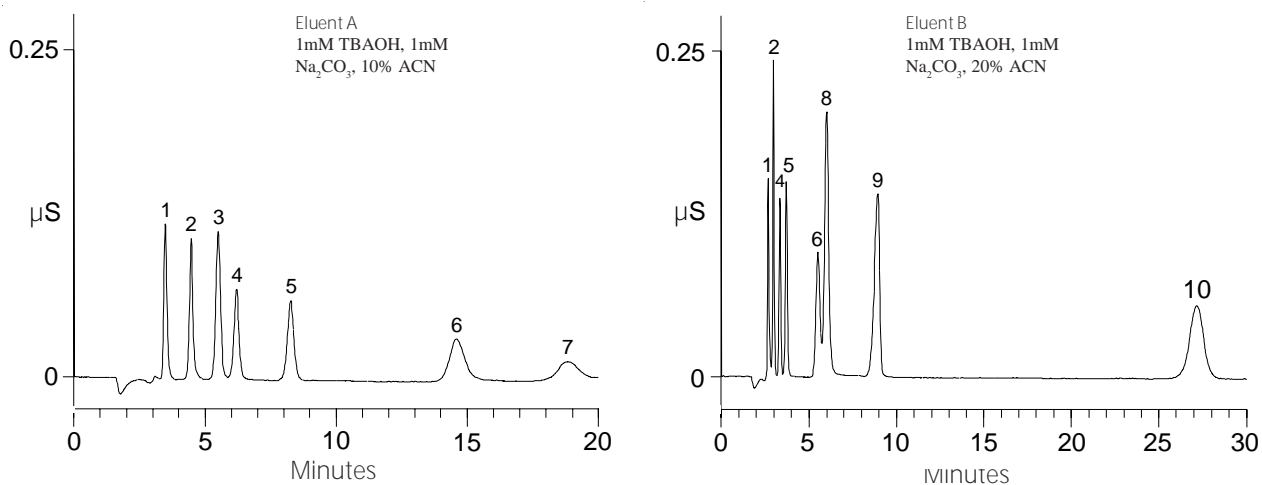 Eluent A
1mM TBAOH, 1mM
Na₂CO₃, 10% ACN
0.25
µS
0
1
2
3
4
5
6
7
0 5 10 15 20
Minutes
Eluent B
1mM TBAOH, 1mM
Na₂CO₃, 20% ACN
0.25
µS
0
1
2
4
5
6
8
9
10
0 5 10 15 20 25 30
Minutes